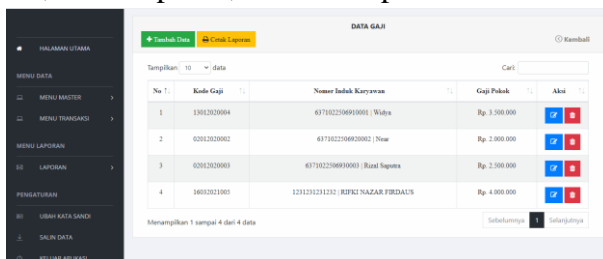 DATA GAJI
Tambah Data Cetak Laporan Kembali
HALAMAN UTAMA
MENU DATA
MENU MASTER
MENU TRANSAKSI
MENU LAPORAN
LAPORAN
PENGATURAN
UBAH KATA SANDI
SALIN DATA
KELUAR APLIKASI
Tampilkan 10 data Cari:
No Kode Gaji Nomer Induk Karyawan Gaji Pokok Aksi
1 13012020004 6371022506910001 | Widya Rp. 3.500.000
2 02012020002 6371022506920002 | Noar Rp. 2.000.000
3 02012020003 6371022506930003 | Rizal Saputra Rp. 2.500.000
4 16032021005 1231231231232 | RIFKI NAZAR FIRDAUS Rp. 4.000.000
Menampilkan 1 sampai 4 dari 4 data Sebelumnya 1 Selanjutnya